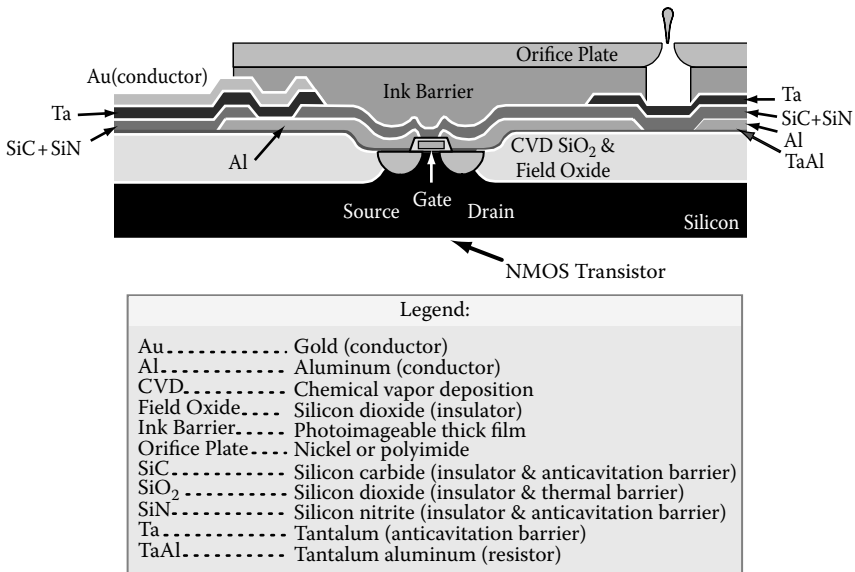 Orifice Plate
Au(conductor)
Ink Barrier
Ta
Ta
SiC+SiN
SiC+SiN
Al
Al
CVD SiO₂ &
Field Oxide
TaAl
Gate
Source
Drain
Silicon
NMOS Transistor
Legend:
Au.............. Gold (conductor)
Al............... Aluminum (conductor)
CVD............ Chemical vapor deposition
Field Oxide..... Silicon dioxide (insulator)
Ink Barrier...... Photoimageable thick film
Orifice Plate.... Nickel or polyimide
SiC.............. Silicon carbide (insulator & anticavitation barrier)
SiO₂ ............ Silicon dioxide (insulator & thermal barrier)
SiN.............. Silicon nitrite (insulator & anticavitation barrier)
Ta............... Tantalum (anticavitation barrier)
TaAl............. Tantalum aluminum (resistor)